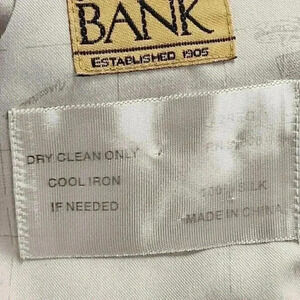 BANK
ESTABLISHED 1905
DRY CLEAN ONLY
COOL IRON
IF NEEDED
100% SILK
MADE IN CHINA